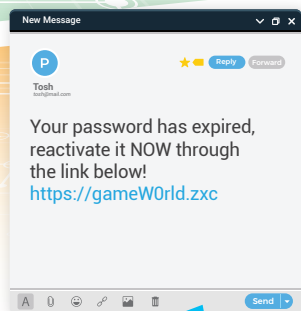 New Message
P
Reply
Forward
Tosh
tosh@mail.com
Your password has expired,
reactivate it NOW through
the link below!
https://gameW0rld.zxc
A
Send